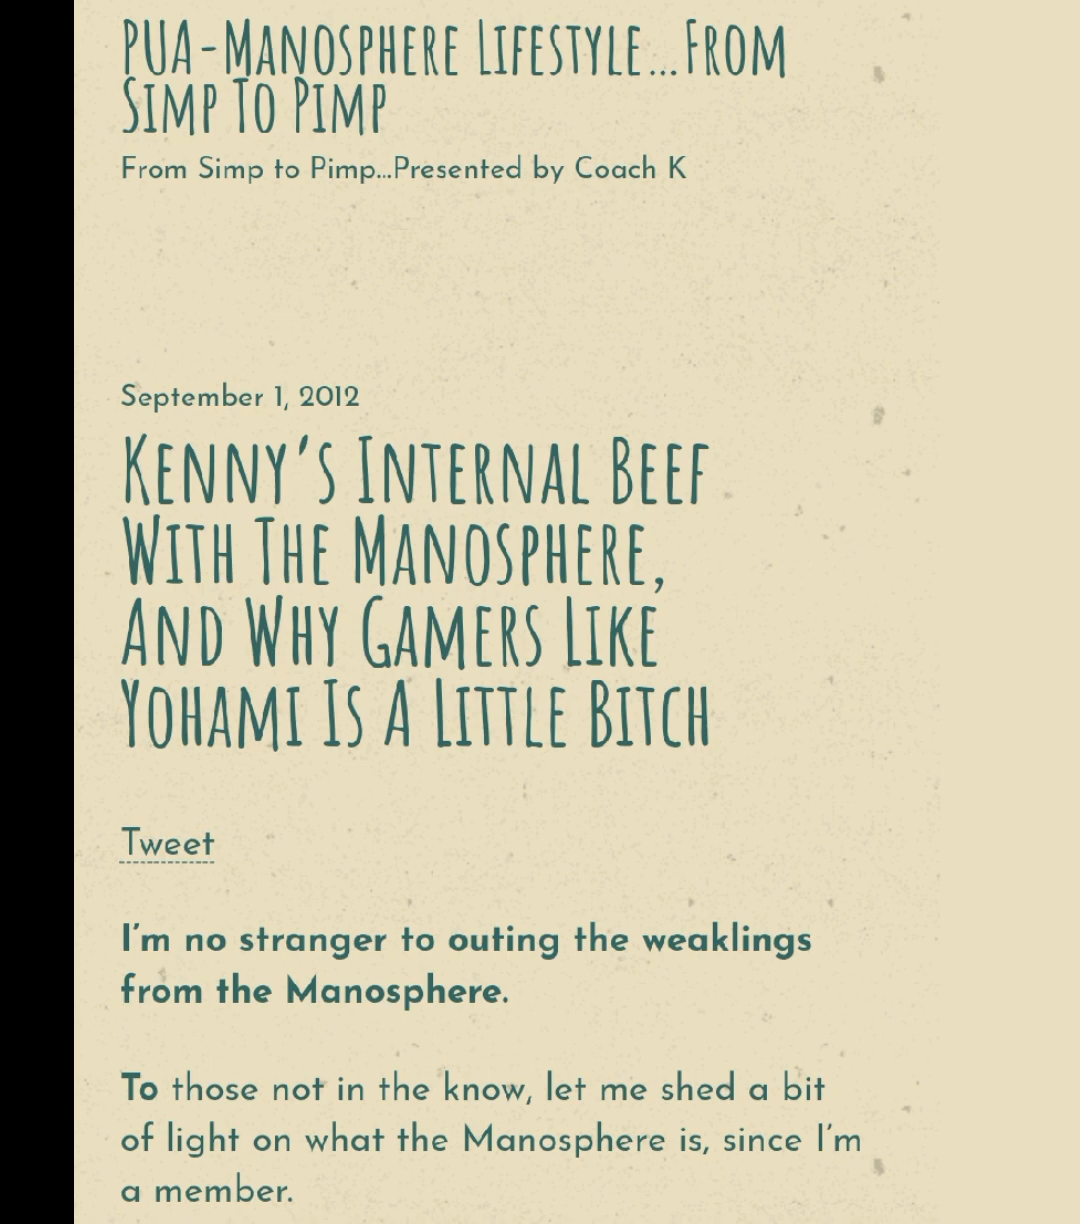 PUA-Manosphere Lifestyle...From
Simp To Pimp
From Simp to Pimp...Presented by Coach K
September 1, 2012
Kenny's Internal Beef
With The Manosphere,
And Why Gamers Like
Yohami Is A Little Bitch
Tweet
I'm no stranger to outing the weaklings
from the Manosphere.
To those not in the know, let me shed a bit
of light on what the Manosphere is, since I'm
a member.